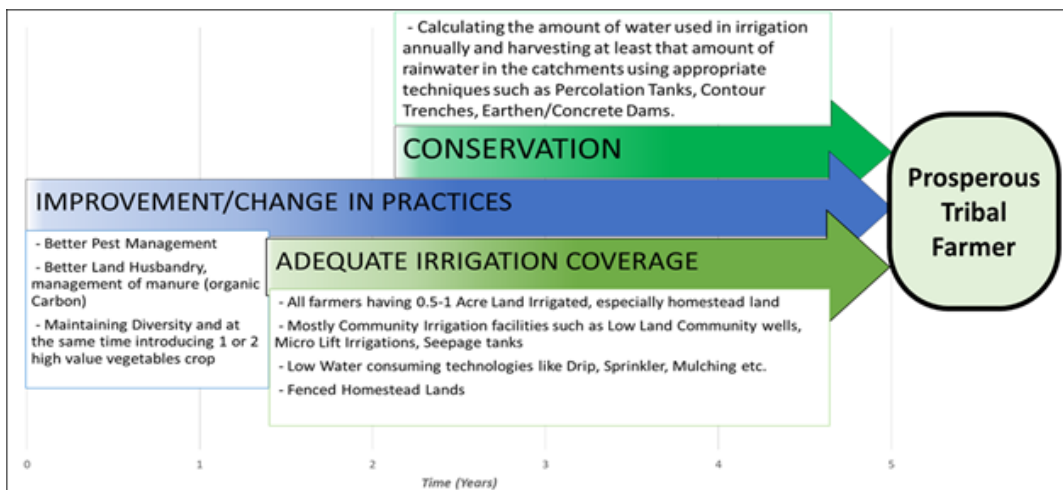 - Calculating the amount of water used in irrigation
annually and harvesting at least that amount of
rainwater in the catchments using appropriate
techniques such as Percolation Tanks, Contour
Trenches, Earthen/Concrete Dams.
CONSERVATION
IMPROVEMENT/CHANGE IN PRACTICES
- Better Pest Management
- Better Land Husbandry,
management of manure (organic
Carbon)
- Maintaining Diversity and at
the same time introducing 1 or 2
high value vegetables crop
ADEQUATE IRRIGATION COVERAGE
- All farmers having 0.5-1 Acre Land Irrigated, especially homestead land
- Mostly Community Irrigation facilities such as Low Land Community wells,
Micro Lift Irrigations, Seepage tanks
- Low Water consuming technologies like Drip, Sprinkler, Mulching etc.
- Fenced Homestead Lands
Prosperous
Tribal
Farmer
0 1 2 3 4 5
Time (Years)